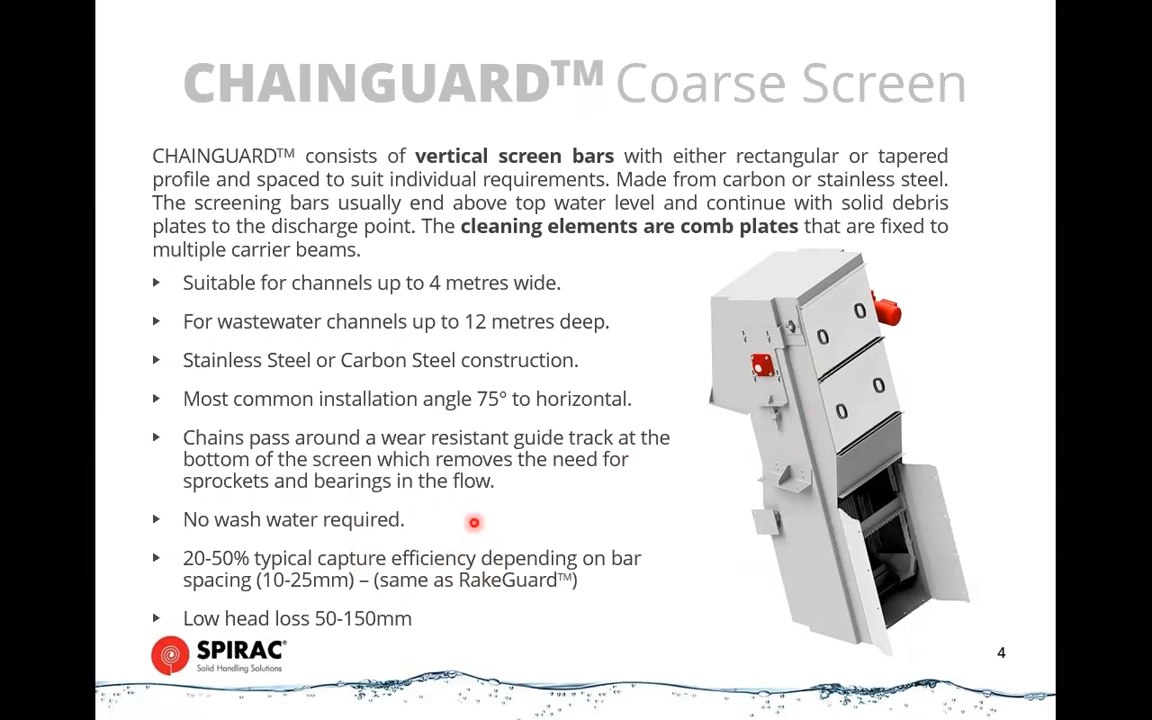 CHAINGUARD™ Coarse Screen
CHAINGUARD™ consists of vertical screen bars with either rectangular or tapered
profile and spaced to suit individual requirements. Made from carbon or stainless steel.
The screening bars usually end above top water level and continue with solid debris
plates to the discharge point. The cleaning elements are comb plates that are fixed to
multiple carrier beams.
‣ Suitable for channels up to 4 metres wide.
‣ For wastewater channels up to 12 metres deep.
‣ Stainless Steel or Carbon Steel construction.
‣ Most common installation angle 75° to horizontal.
‣ Chains pass around a wear resistant guide track at the
bottom of the screen which removes the need for
sprockets and bearings in the flow.
‣ No wash water required.
‣ 20-50% typical capture efficiency depending on bar
spacing (10-25mm) – (same as RakeGuard™)
‣ Low head loss 50-150mm
SPIRAC®
Solid Handling Solutions
4